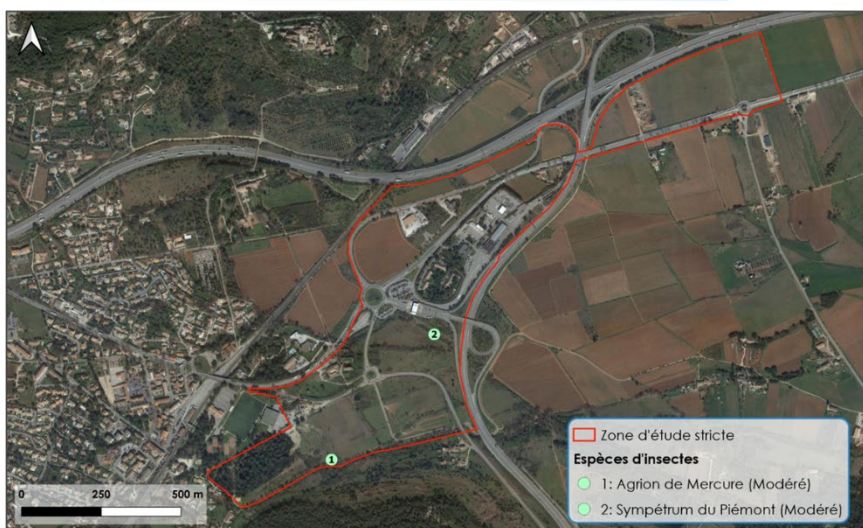 Zone d'étude stricte
Espèces d'insectes
1: Agrion de Mercure (Modéré)
2: Sympétrum du Piémont (Modéré)
2
1
0 250 500 m